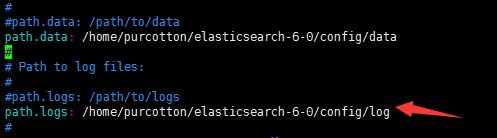 #
#path.data: /path/to/data
path.data: /home/purcotton/elasticsearch-6-0/config/data
#
# Path to log files:
#
#path.logs: /path/to/logs
path.logs: /home/purcotton/elasticsearch-6-0/config/log
#